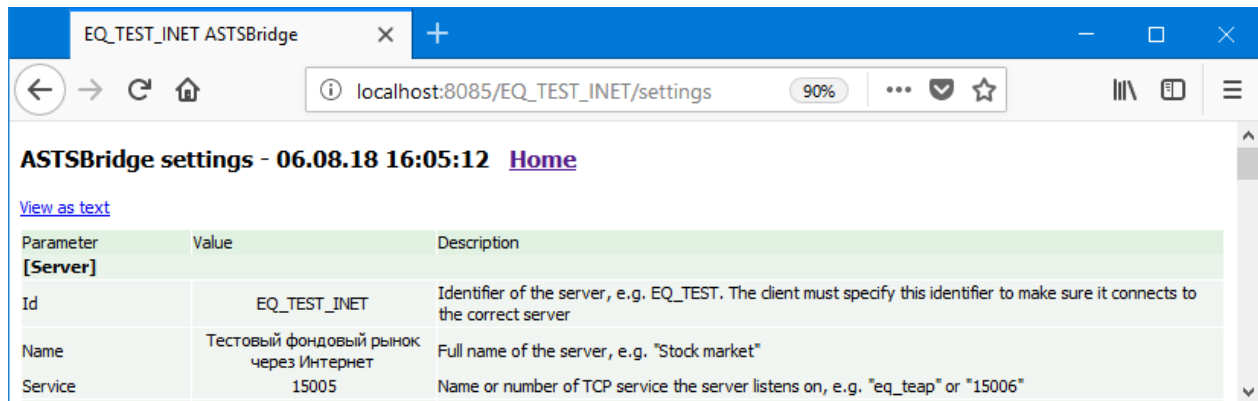 EQ_TEST_INET ASTSBridge
localhost:8085/EQ_TEST_INET/settings 90%
ASTSBridge settings - 06.08.18 16:05:12 Home
View as text
Parameter Value Description
[Server]
Id EQ_TEST_INET Identifier of the server, e.g. EQ_TEST. The client must specify this identifier to make sure it connects to
the correct server
Name Тестовый фондовый рынок
через Интернет Full name of the server, e.g. "Stock market"
Service 15005 Name or number of TCP service the server listens on, e.g. "eq_teap" or "15006"